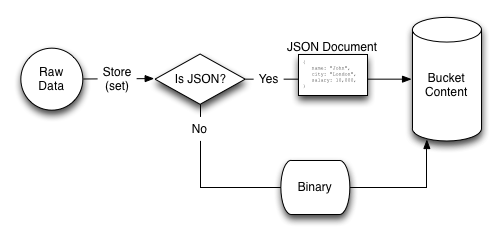 Raw
Data
Store
(set)
Is JSON?
Yes
JSON Document
{
name: "John",
city: "London",
salary: 10,000,
}
Bucket
Content
No
Binary